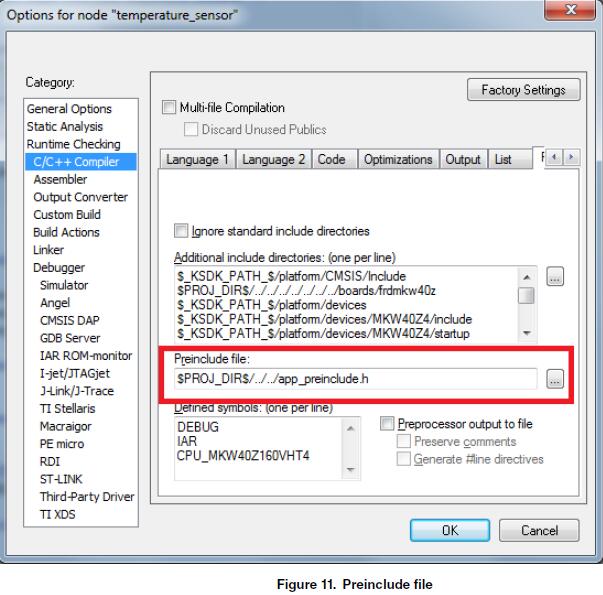 Options for node "temperature_sensor"
Category:
General Options
Static Analysis
Runtime Checking
C/C++ Compiler
Assembler
Output Converter
Custom Build
Build Actions
Linker
Debugger
Simulator
Angel
CMSIS DAP
GDB Server
IAR ROM-monitor
I-jet/JTAGjet
J-Link/J-Trace
TI Stellaris
Macraigor
PE micro
RDI
ST-LINK
Third-Party Driver
TI XDS
Factory Settings
Multi-file Compilation
Discard Unused Publics
Language 1 Language 2 Code Optimizations Output List
Ignore standard include directories
Additional include directories: (one per line)
$_KSDK_PATH_$/platform/CMSIS/Include
$PROJ_DIR$/../../../../../../../boards/frdmkw40z
$_KSDK_PATH_$/platform/devices
$_KSDK_PATH_$/platform/devices/MKW40Z4/include
$_KSDK_PATH_$/platform/devices/MKW40Z4/startup
...
Preinclude file:
$PROJ_DIR$/../../app_preinclude.h
...
Defined symbols: (one per line)
DEBUG
IAR
CPU_MKW40Z160VHT4
Preprocessor output to file
Preserve comments
Generate #line directives
OK Cancel
Figure 11. Preinclude file